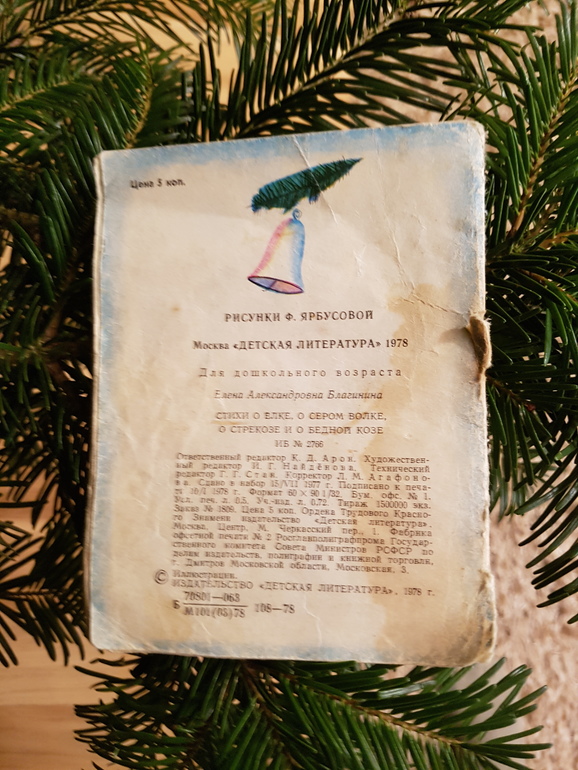 Цена 5 коп.
РИСУНКИ Ф. ЯРБУСОВОЙ
Москва «ДЕТСКАЯ ЛИТЕРАТУРА» 1978
Для дошкольного возраста
Елена Александровна Благинина
СТИХИ О ЕЛКЕ, О СЕРОМ ВОЛКЕ,
О СТРЕКОЗЕ И О БЕДНОЙ КОЗЕ
ИБ № 2766
Ответственный редактор К. Д. Арон. Художествен-
ный редактор И. Г. Найдёнова. Технический
редактор Г. Г. Стан. Корректор Л. М. Агафоно-
ва. Сдано в набор 15/VII 1977 г. Подписано к печа-
ти 10/I 1978 г. Формат 60 × 90 1/32. Бум. офс. № 1.
Усл. печ. л. 0,5. Уч.-изд. л. 0,72. Тираж 1500000 экз.
Заказ № 1808. Цена 5 коп. Ордена Трудового Красно-
го Знамени издательство «Детская литература».
Москва, Центр, М. Черкасский пер., 1. Фабрика
офсетной печати № 2 Росглавполиграфпрома Государ-
ственного комитета Совета Министров РСФСР по
делам издательств, полиграфии и книжной торговли,
г. Дмитров Московской области, Московская, 3.
© Иллюстрации.
ИЗДАТЕЛЬСТВО «ДЕТСКАЯ ЛИТЕРАТУРА», 1978 г.
70801—063
Б М101(03)78 108—78